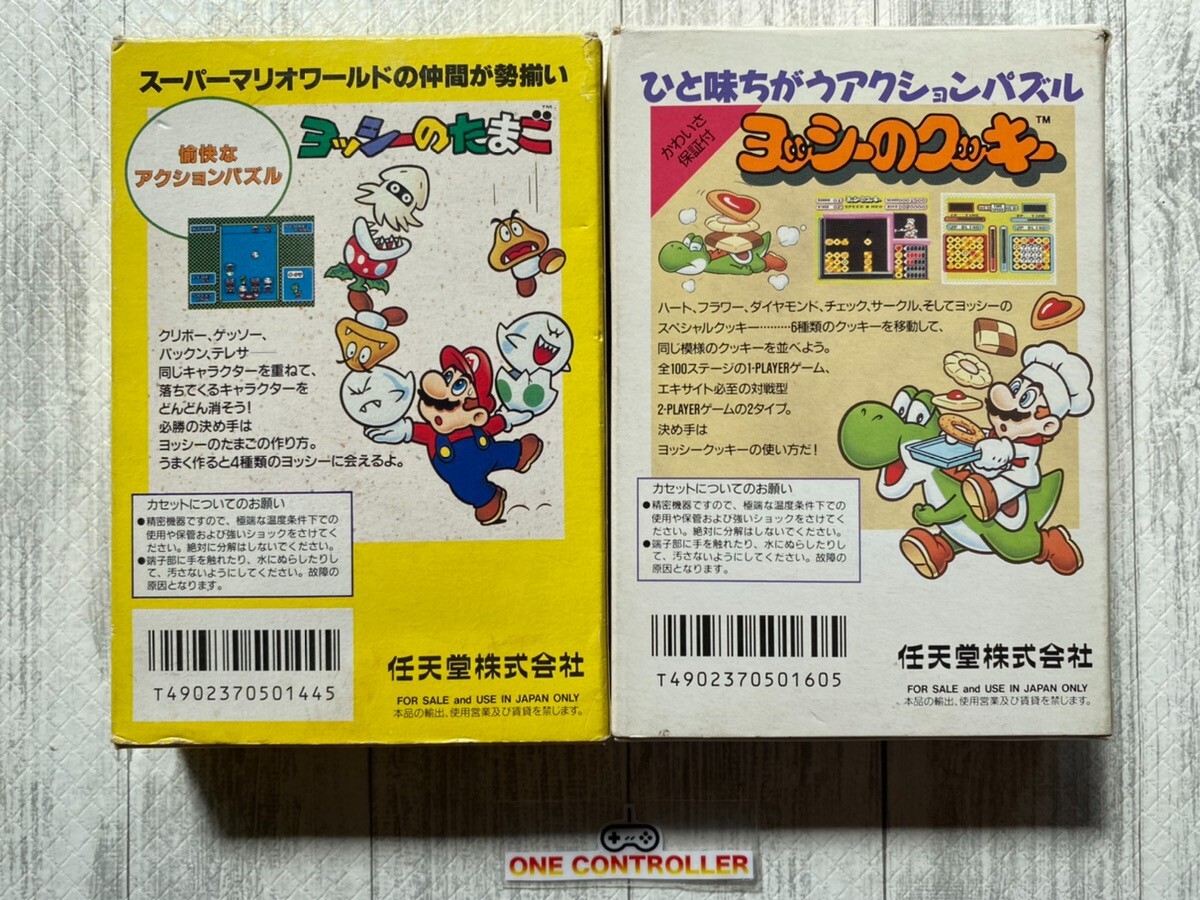 スーパーマリオワールドの仲間が勢揃い
ヨッシーのたまご™
愉快な
アクションパズル
クリボー、ゲッソー、
パックン、テレサ──
同じキャラクターを重ねて、
落ちてくるキャラクターを
どんどん消そう!
必勝の決め手は
ヨッシーのたまごの作り方。
うまく作ると4種類のヨッシーに会えるよ。
カセットについてのお願い
●精密機器ですので、極端な温度条件下での
使用や保管および強いショックをさけてく
ださい。絶対に分解はしないでください。
●端子部に手を触れたり、水にぬらしたりし
て、汚さないようにしてください。故障の
原因となります。
T4902370501445
任天堂株式会社
FOR SALE and USE IN JAPAN ONLY
本品の輸出、使用営業及び賃貸を禁じます。
ひと味ちがうアクションパズル
かわいさ
保証付
ヨッシーのクッキー™
ハート、フラワー、ダイヤモンド、チェック、サークル、そしてヨッシーの
スペシャルクッキー………6種類のクッキーを移動して、
同じ模様のクッキーを並べよう。
全100ステージの1-PLAYERゲーム、
エキサイト必至の対戦型
2-PLAYERゲームの2タイプ。
決め手は
ヨッシークッキーの使い方だ!
カセットについてのお願い
●精密機器ですので、極端な温度条件下での
使用や保管および強いショックをさけてく
ださい。絶対に分解はしないでください。
●端子部に手を触れたり、水にぬらしたりし
て、汚さないようにしてください。故障の
原因となります。
T4902370501605
任天堂株式会社
FOR SALE and USE IN JAPAN ONLY
本品の輸出、使用営業及び賃貸を禁じます。
ONE CONTROLLER